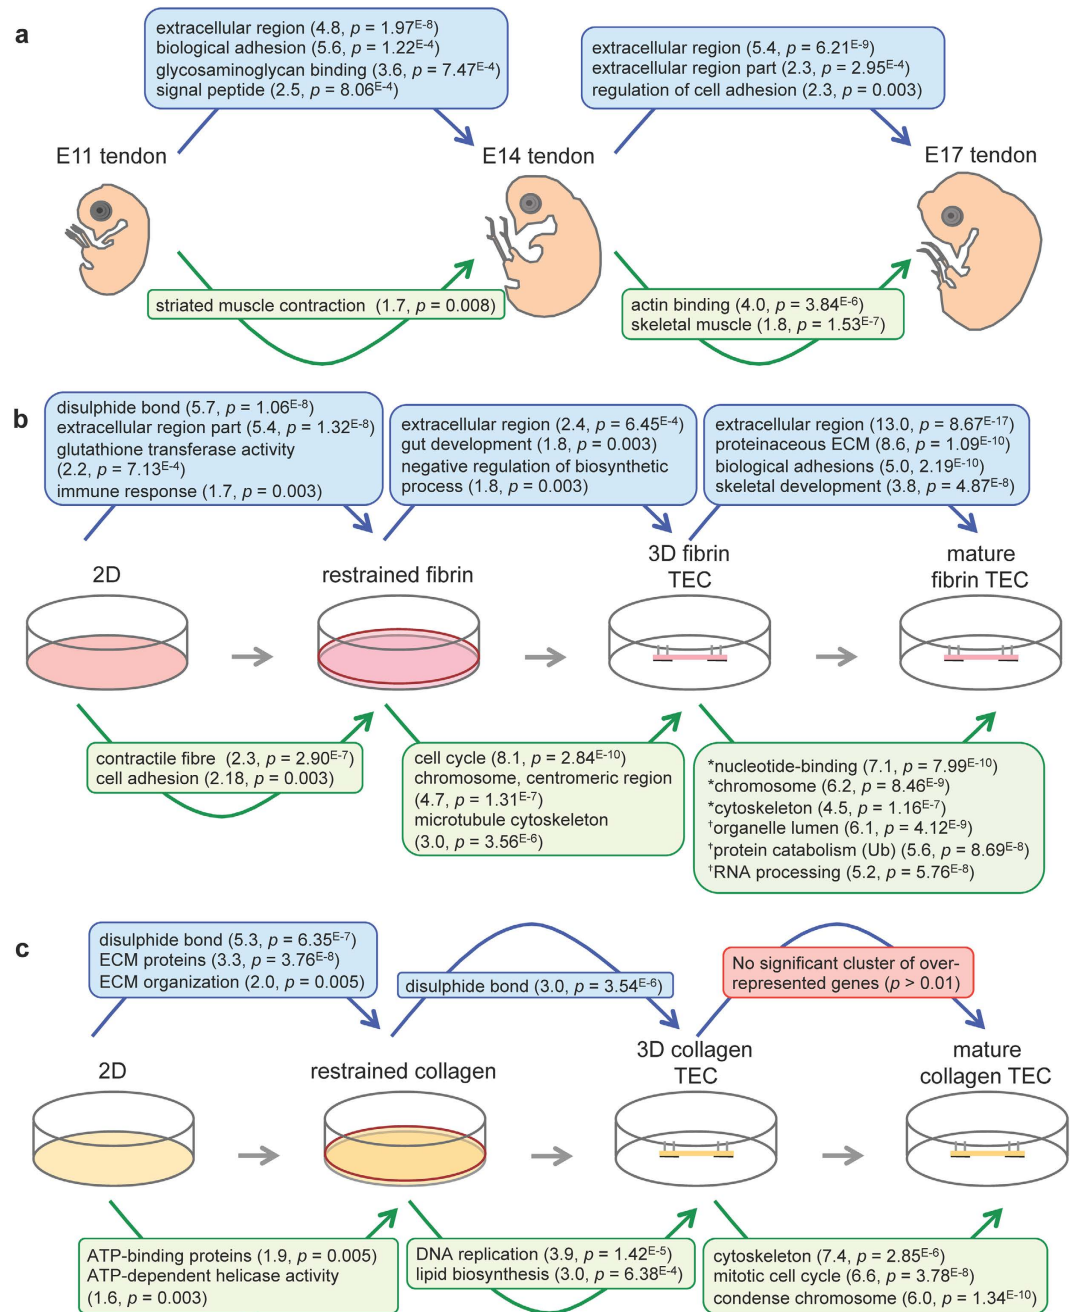 a
extracellular region (4.8, p = 1.97E-8)
biological adhesion (5.6, p = 1.22E-4)
glycosaminoglycan binding (3.6, p = 7.47E-4)
signal peptide (2.5, p = 8.06E-4)
extracellular region (5.4, p = 6.21E-9)
extracellular region part (2.3, p = 2.95E-4)
regulation of cell adhesion (2.3, p = 0.003)
E11 tendon
E14 tendon
E17 tendon
striated muscle contraction (1.7, p = 0.008)
actin binding (4.0, p = 3.84E-6)
skeletal muscle (1.8, p = 1.53E-7)
b
disulphide bond (5.7, p = 1.06E-8)
extracellular region part (5.4, p = 1.32E-8)
glutathione transferase activity
(2.2, p = 7.13E-4)
immune response (1.7, p = 0.003)
extracellular region (2.4, p = 6.45E-4)
gut development (1.8, p = 0.003)
negative regulation of biosynthetic
process (1.8, p = 0.003)
extracellular region (13.0, p = 8.67E-17)
proteinaceous ECM (8.6, p = 1.09E-10)
biological adhesions (5.0, 2.19E-10)
skeletal development (3.8, p = 4.87E-8)
2D
restrained fibrin
3D fibrin
TEC
mature
fibrin TEC
contractile fibre (2.3, p = 2.90E-7)
cell adhesion (2.18, p = 0.003)
cell cycle (8.1, p = 2.84E-10)
chromosome, centromeric region
(4.7, p = 1.31E-7)
microtubule cytoskeleton
(3.0, p = 3.56E-6)
*nucleotide-binding (7.1, p = 7.99E-10)
*chromosome (6.2, p = 8.46E-9)
*cytoskeleton (4.5, p = 1.16E-7)
†organelle lumen (6.1, p = 4.12E-9)
†protein catabolism (Ub) (5.6, p = 8.69E-8)
†RNA processing (5.2, p = 5.76E-8)
c
disulphide bond (5.3, p = 6.35E-7)
ECM proteins (3.3, p = 3.76E-8)
ECM organization (2.0, p = 0.005)
disulphide bond (3.0, p = 3.54E-6)
No significant cluster of over-
represented genes (p > 0.01)
2D
restrained collagen
3D collagen
TEC
mature
collagen TEC
ATP-binding proteins (1.9, p = 0.005)
ATP-dependent helicase activity
(1.6, p = 0.003)
DNA replication (3.9, p = 1.42E-5)
lipid biosynthesis (3.0, p = 6.38E-4)
cytoskeleton (7.4, p = 2.85E-6)
mitotic cell cycle (6.6, p = 3.78E-8)
condense chromosome (6.0, p = 1.34E-10)